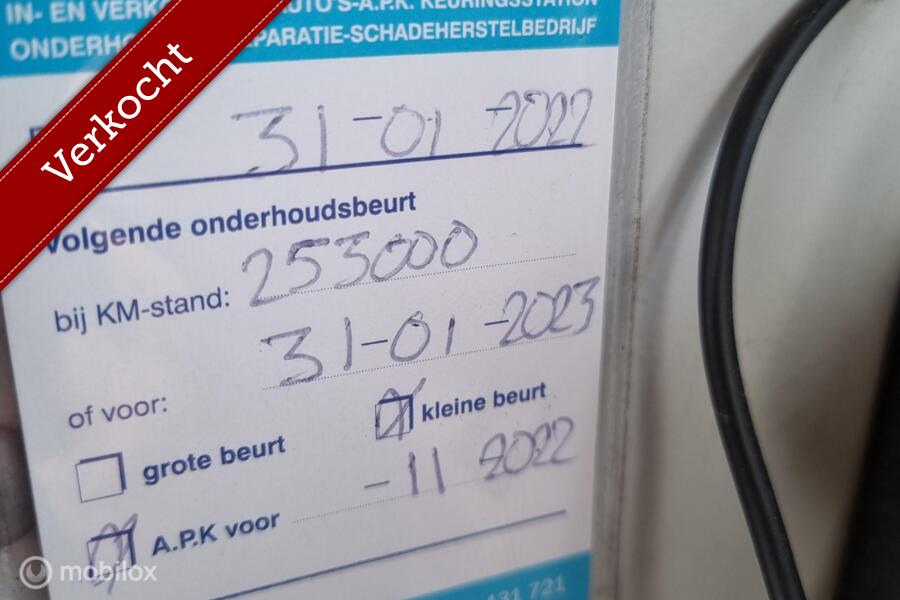 IN- EN VERK AUTO'S-A.P.K. KEURINGSSTATION
ONDERHO EPARATIE-SCHADEHERSTELBEDRIJF
Verkocht
31-01-2022
Volgende onderhoudsbeurt
bij KM-stand: 253000
of voor: 31-01-2023
grote beurt kleine beurt
A.P.K voor -11 2022
431 721
mobilox